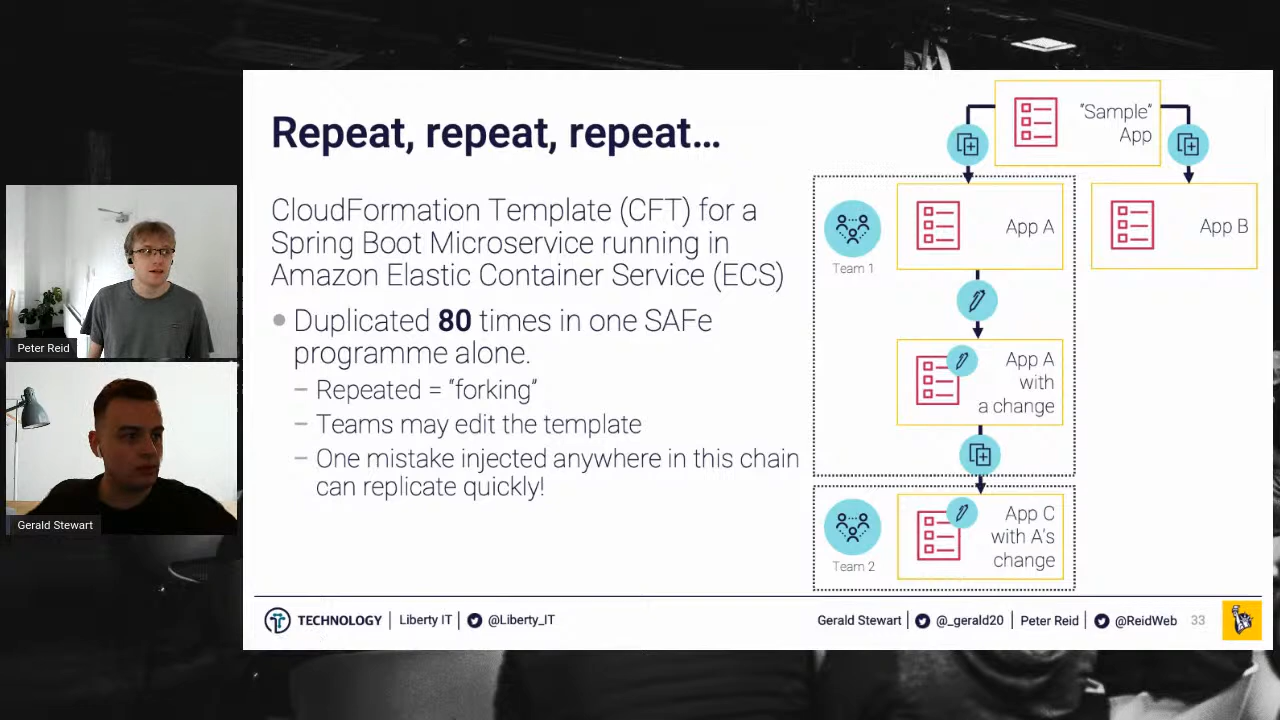 Repeat, repeat, repeat…
CloudFormation Template (CFT) for a
Spring Boot Microservice running in
Amazon Elastic Container Service (ECS)
• Duplicated 80 times in one SAFe
programme alone.
– Repeated = “forking”
– Teams may edit the template
– One mistake injected anywhere in this chain
can replicate quickly!
“Sample”
App
Team 1
App A
App B
App A
with
a change
Team 2
App C
with A’s
change
Peter Reid
Gerald Stewart
TECHNOLOGY | Liberty IT | @Liberty_IT
Gerald Stewart | @_gerald20 | Peter Reid | @ReidWeb 33